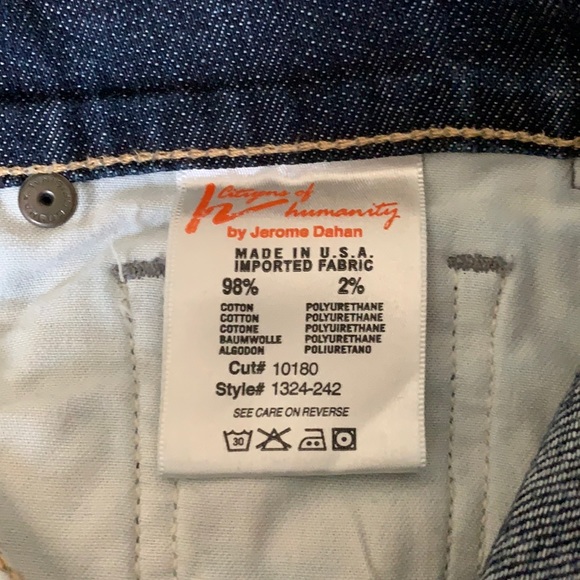 Citizens of
humanity
by Jerome Dahan
MADE IN U.S.A.
IMPORTED FABRIC
98% 2%
COTON POLYURETHANE
COTTON POLYURETHANE
COTONE POLYUIRETHANE
BAUMWOLLE POLYURETHANE
ALGODON POLIURETANO
Cut# 10180
Style# 1324-242
SEE CARE ON REVERSE
30